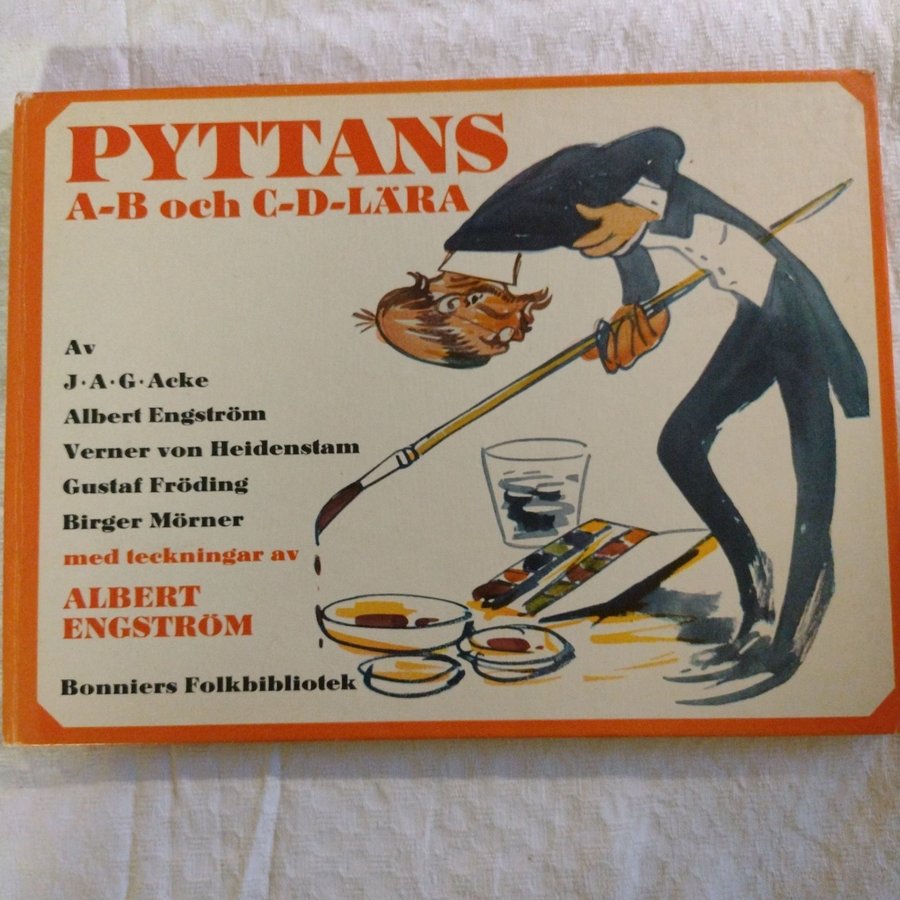 PYTTANS
A-B och C-D-LÄRA
Av
J·A·G·Acke
Albert Engström
Verner von Heidenstam
Gustaf Fröding
Birger Mörner
med teckningar av
ALBERT
ENGSTRÖM
Bonniers Folkbibliotek